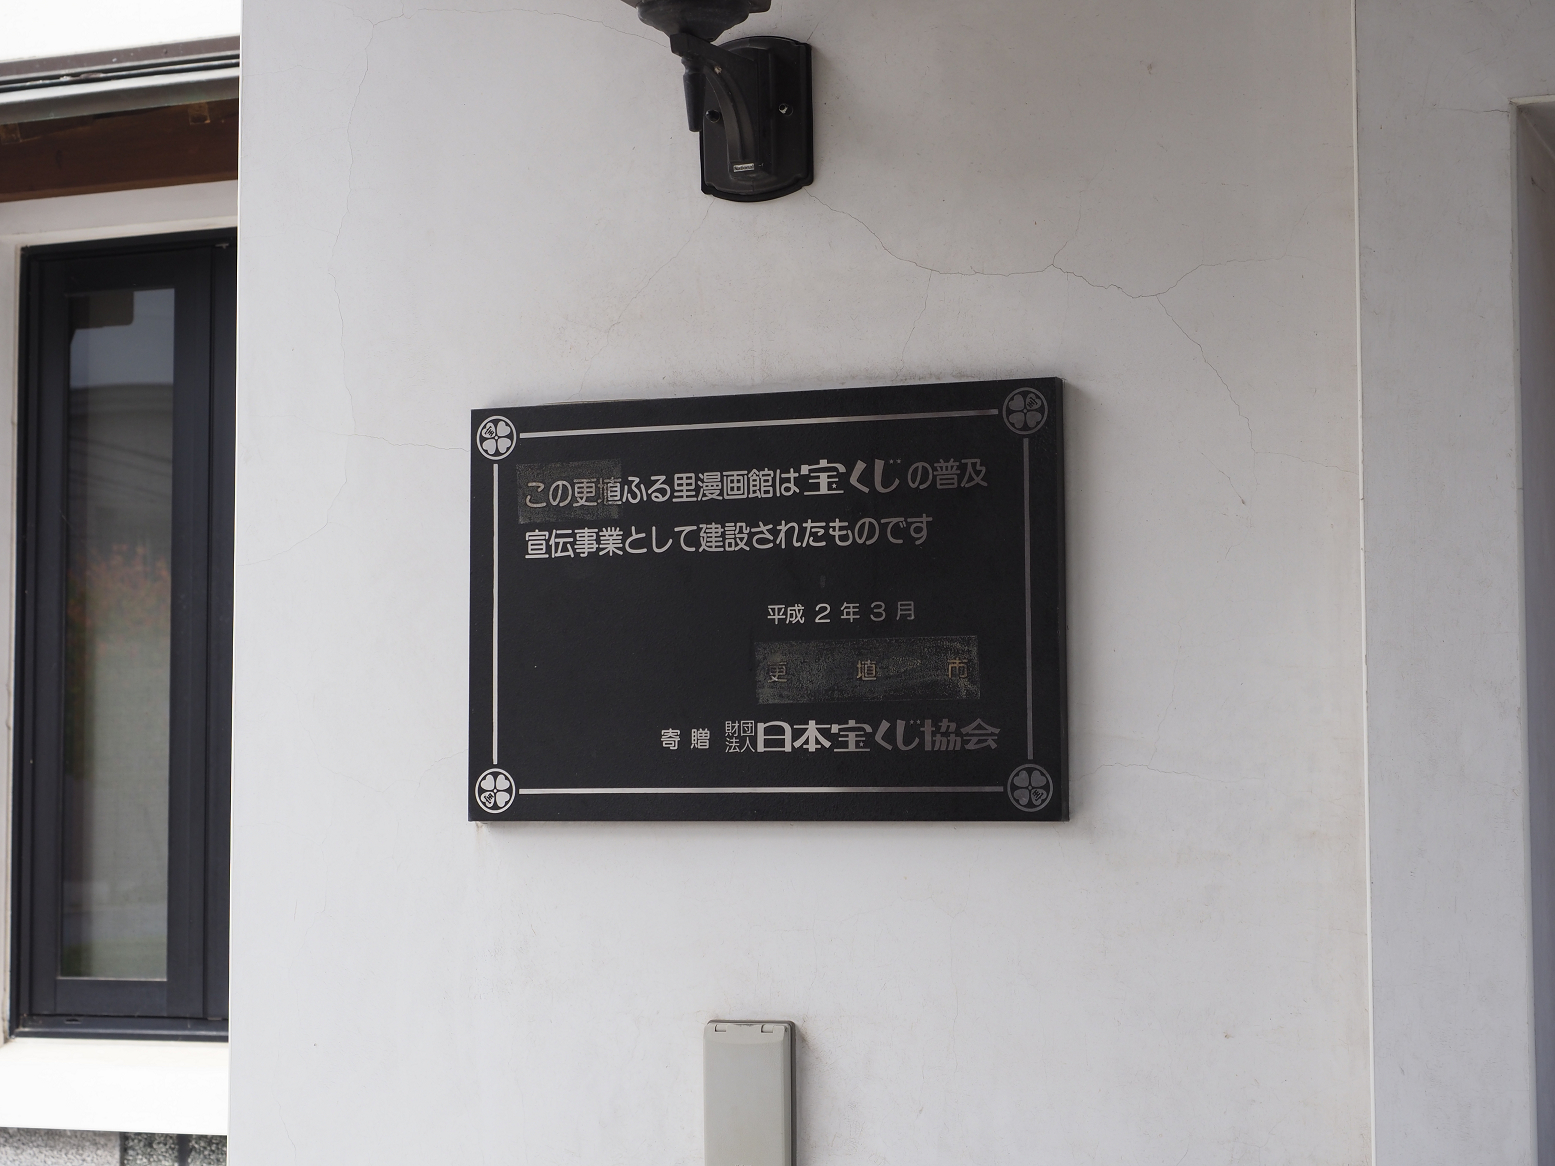 この更埴ふる里漫画館は宝くじの普及
宣伝事業として建設されたものです
平成2年3月
更埴市
寄贈 財団法人日本宝くじ協会